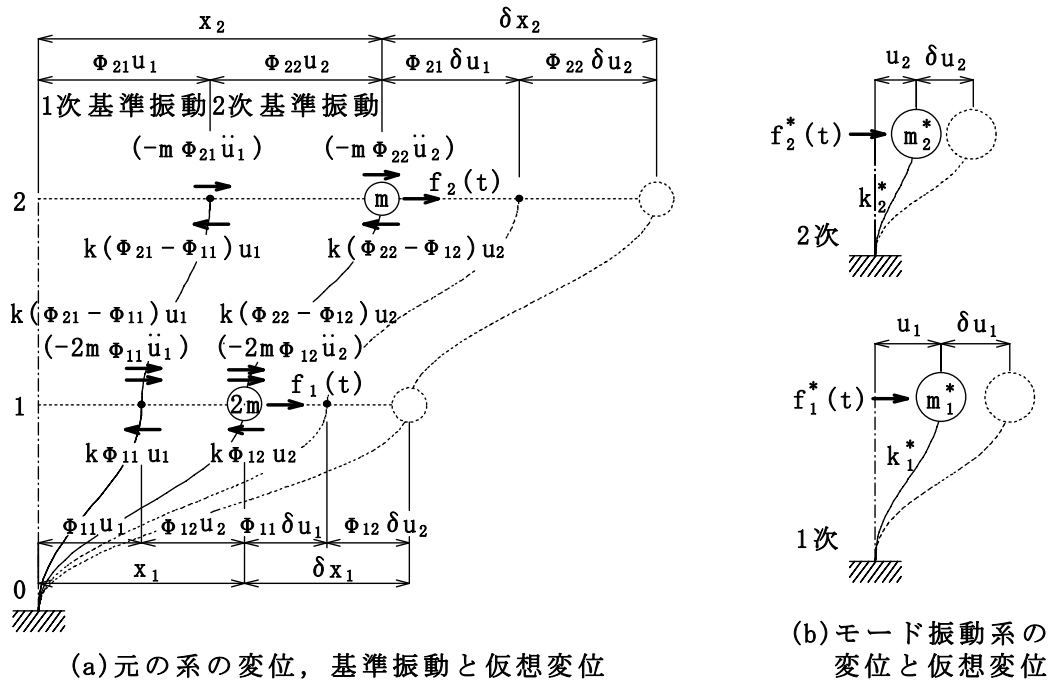 x₂ δx₂
Φ₂₁u₁ Φ₂₂u₂ Φ₂₁δu₁ Φ₂₂δu₂
1次基準振動 2次基準振動
(-mΦ₂₁ü₁) (-mΦ₂₂ü₂)
f₂(t)
2 m
k(Φ₂₁-Φ₁₁)u₁ k(Φ₂₂-Φ₁₂)u₂
k(Φ₂₁-Φ₁₁)u₁ k(Φ₂₂-Φ₁₂)u₂
(-2mΦ₁₁ü₁) (-2mΦ₁₂ü₂)
f₁(t)
1 2m
kΦ₁₁u₁ kΦ₁₂u₂
Φ₁₁u₁ Φ₁₂u₂ Φ₁₁δu₁ Φ₁₂δu₂
x₁ δx₁
0
(a)元の系の変位，基準振動と仮想変位
u₂ δu₂
f₂*(t) m₂*
k₂*
2次
u₁ δu₁
f₁*(t) m₁*
k₁*
1次
(b)モード振動系の
変位と仮想変位